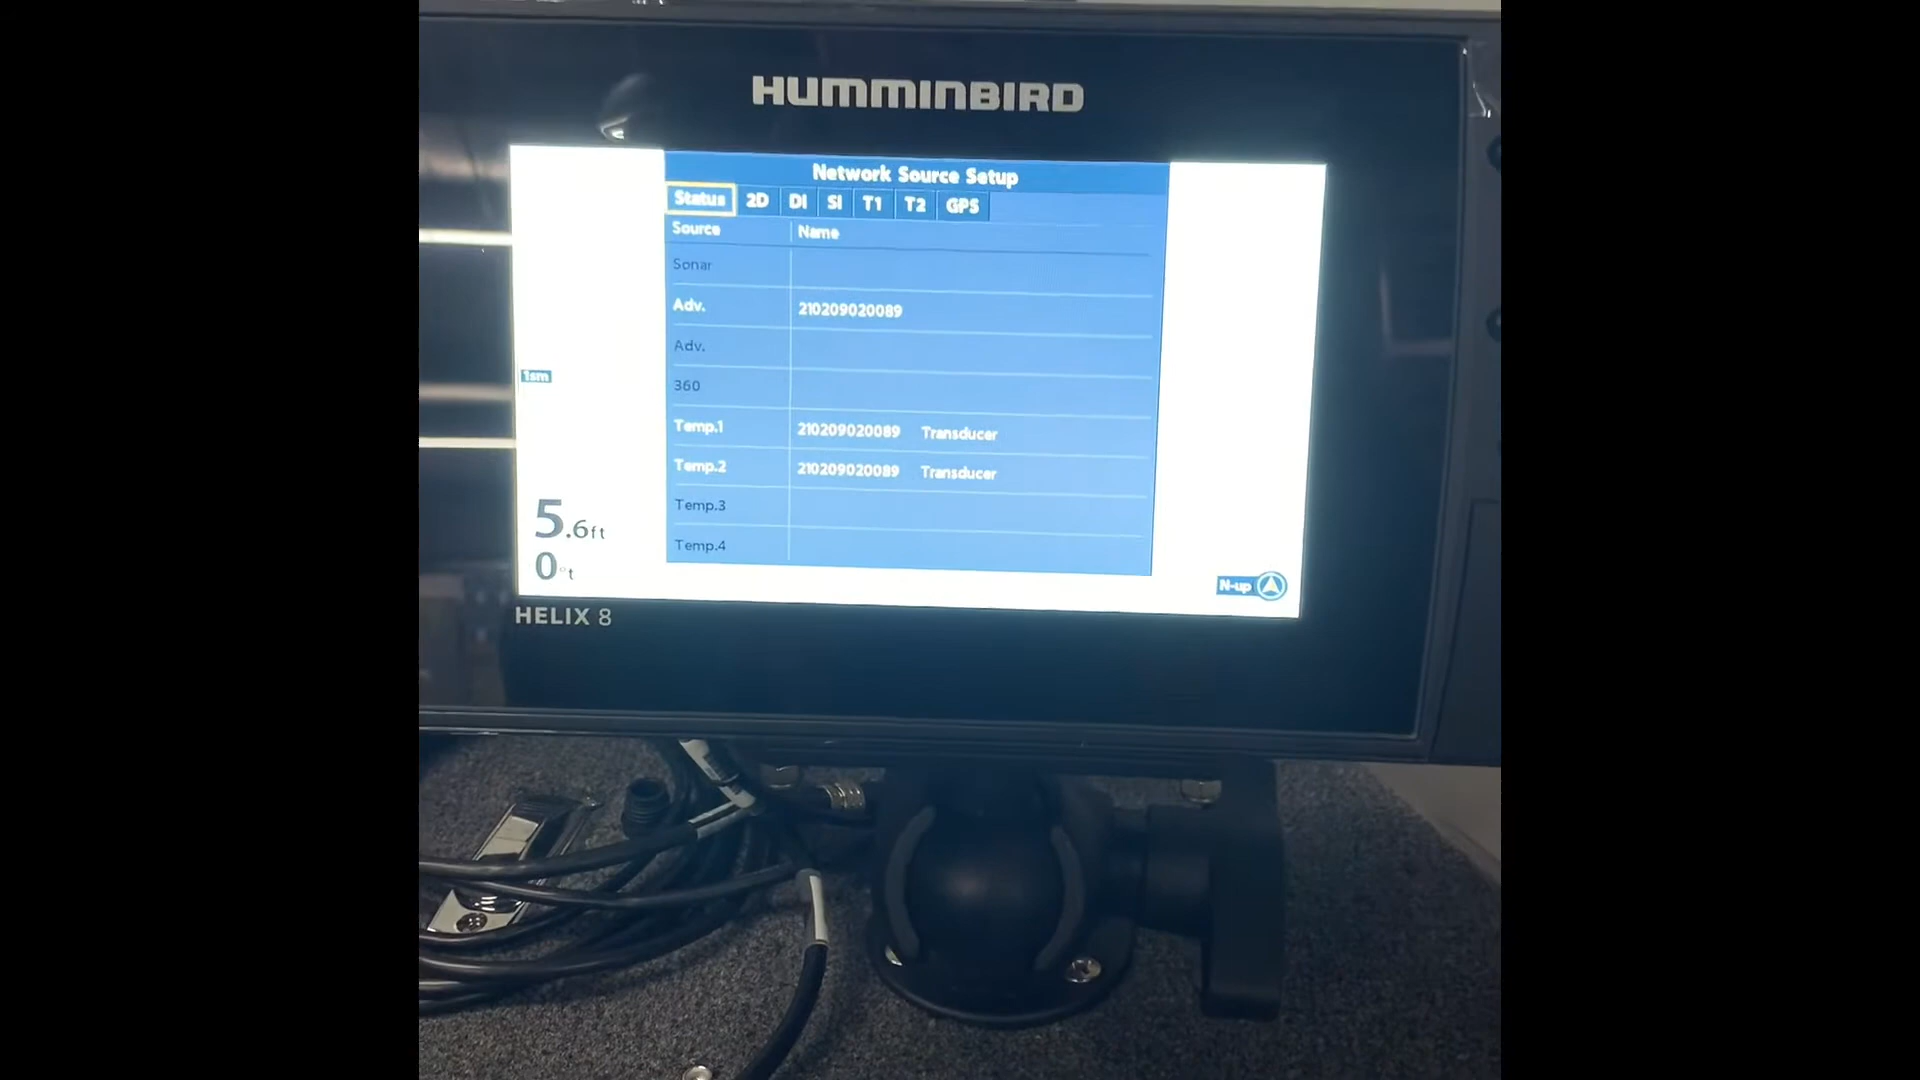 HUMMINBIRD
Network Source Setup
Status 2D DI SI T1 T2 GPS
Source Name
Sonar
Adv. 210209020089
Adv.
360
Temp.1 210209020089 Transducer
Temp.2 210209020089 Transducer
Temp.3
Temp.4
1sm
5.6ft
0°t
N-up
HELIX 8